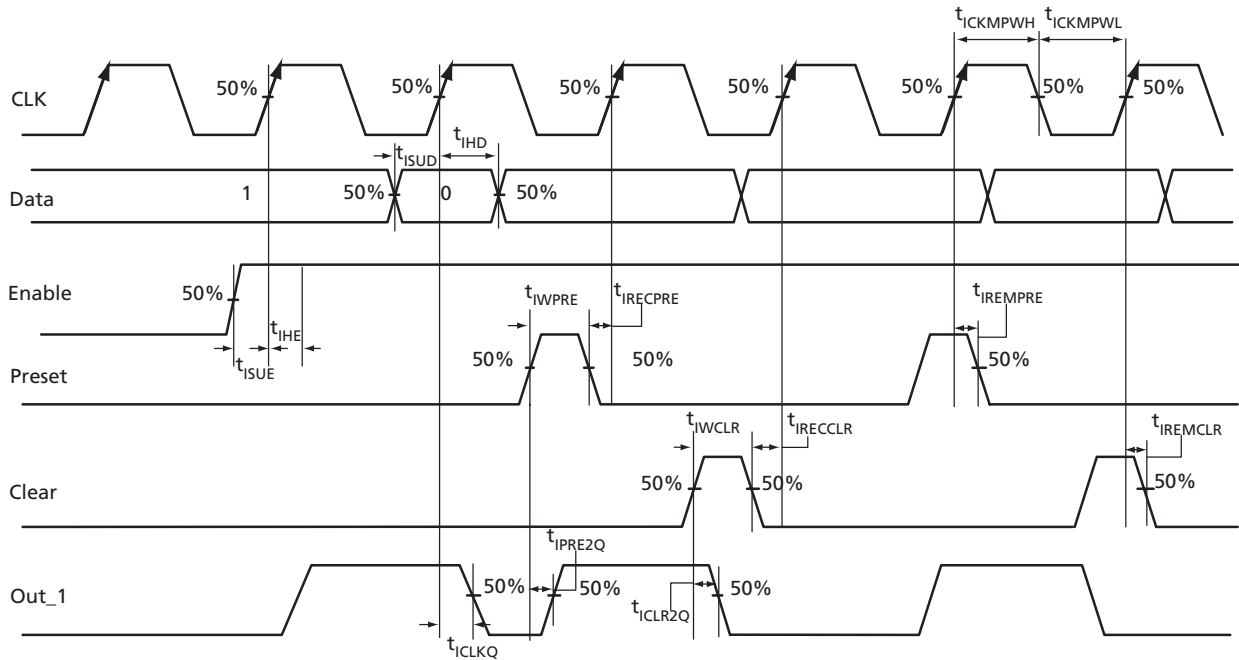 tICKMPWH tICKMPWL
CLK
50% 50% 50% 50% 50% 50% 50%
tISUD tIHD
Data
1 50% 0 50%
Enable
50%
tIHE
tISUE
tIWPRE tIRECPRE tIREMPRE
Preset
50% 50% 50%
tIWCLR tIRECCLR tIREMCLR
Clear
50% 50% 50%
tIPRE2Q
Out_1
50% 50% 50%
tICLR2Q
tICLKQ